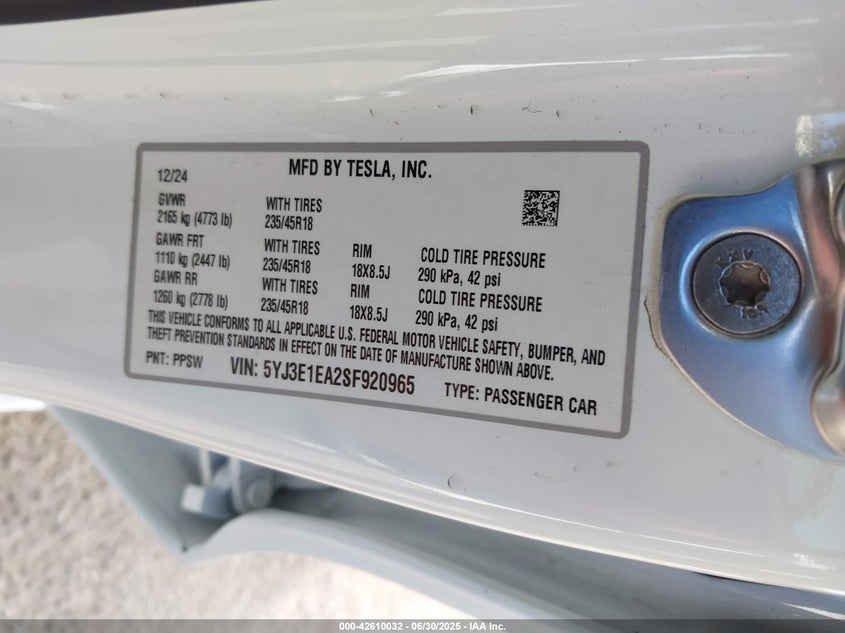 12/24 MFD BY TESLA, INC.
GVWR WITH TIRES
2165 kg (4773 lb) 235/45R18
GAWR FRT WITH TIRES RIM COLD TIRE PRESSURE
1110 kg (2447 lb) 235/45R18 18X8.5J 290 kPa, 42 psi
GAWR RR WITH TIRES RIM COLD TIRE PRESSURE
1260 kg (2778 lb) 235/45R18 18X8.5J 290 kPa, 42 psi
THIS VEHICLE CONFORMS TO ALL APPLICABLE U.S. FEDERAL MOTOR VEHICLE SAFETY, BUMPER, AND
THEFT PREVENTION STANDARDS IN EFFECT ON THE DATE OF MANUFACTURE SHOWN ABOVE.
PNT: PPSW VIN: 5YJ3E1EA2SF920965 TYPE: PASSENGER CAR
000-42610032 - 06/30/2025 - IAA Inc.